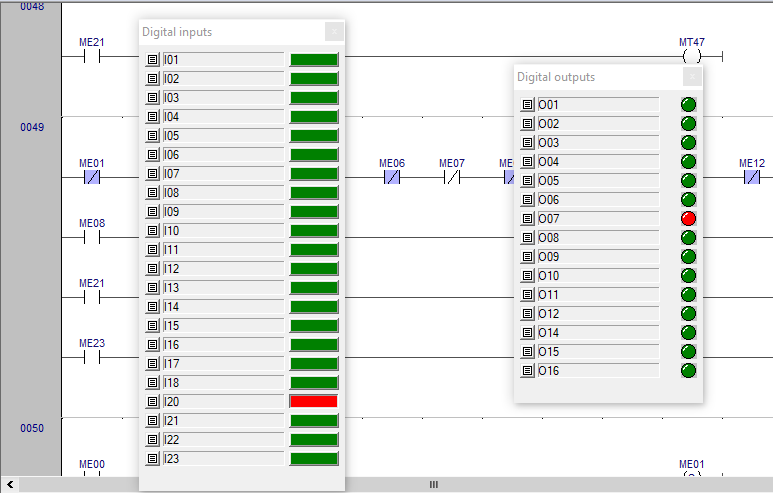 0048
ME21
MT47
0049
ME01
ME06
ME07
ME12
ME08
ME21
ME23
0050
ME00
ME01
Digital inputs
I01
I02
I03
I04
I05
I06
I07
I08
I09
I10
I11
I12
I13
I14
I15
I16
I17
I18
I20
I21
I22
I23
Digital outputs
O01
O02
O03
O04
O05
O06
O07
O08
O09
O10
O11
O12
O14
O15
O16